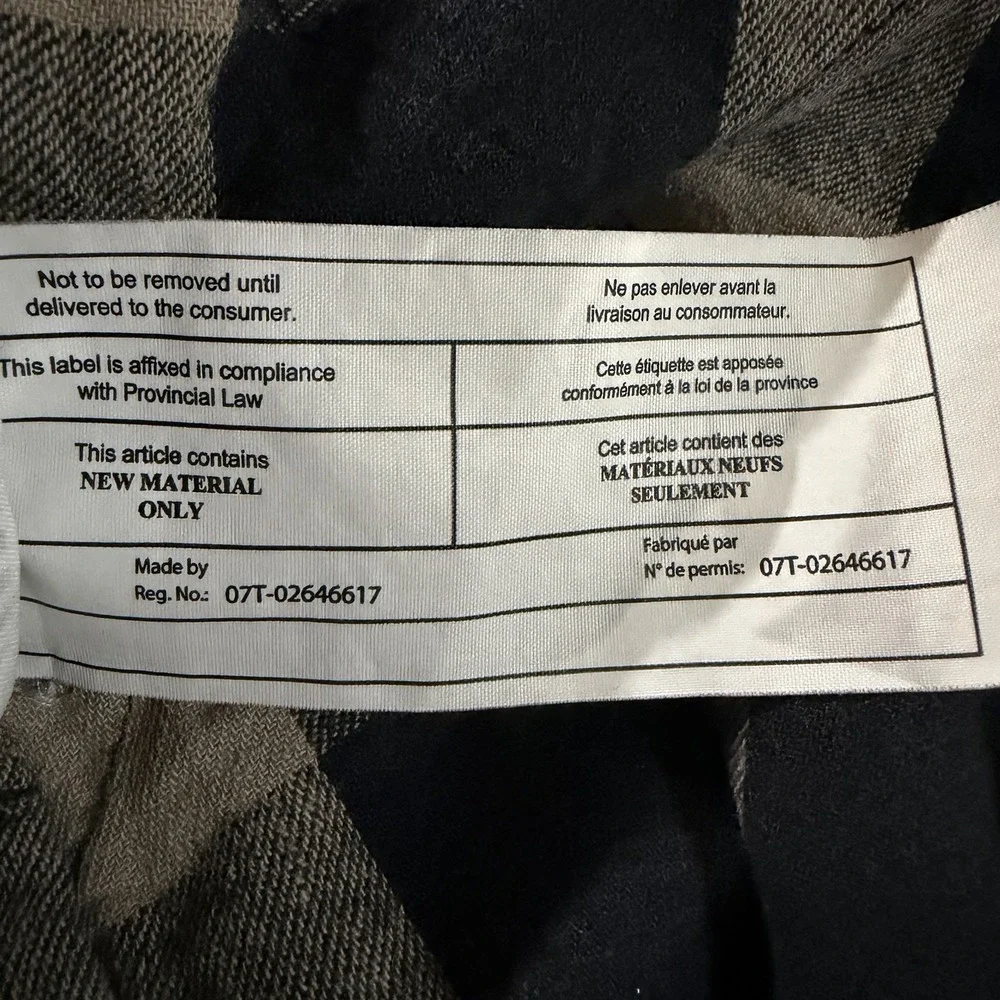 Not to be removed until
delivered to the consumer.
Ne pas enlever avant la
livraison au consommateur.
This label is affixed in compliance
with Provincial Law
Cette étiquette est apposée
conformément à la loi de la province
This article contains
NEW MATERIAL
ONLY
Cet article contient des
MATÉRIAUX NEUFS
SEULEMENT
Made by
Reg. No.: 07T-02646617
Fabriqué par
N° de permis: 07T-02646617